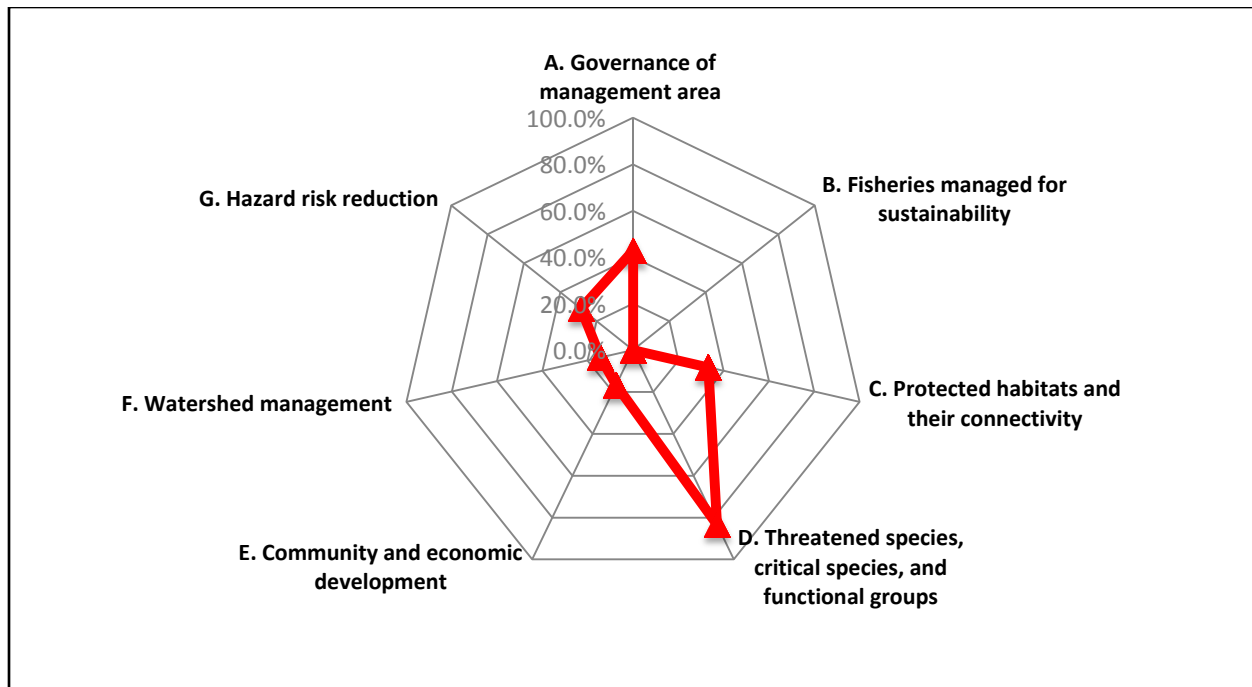 A. Governance of
management area
100.0%
80.0%
60.0%
40.0%
20.0%
0.0%
B. Fisheries managed for
sustainability
C. Protected habitats and
their connectivity
D. Threatened species,
critical species, and
functional groups
E. Community and economic
development
F. Watershed management
G. Hazard risk reduction